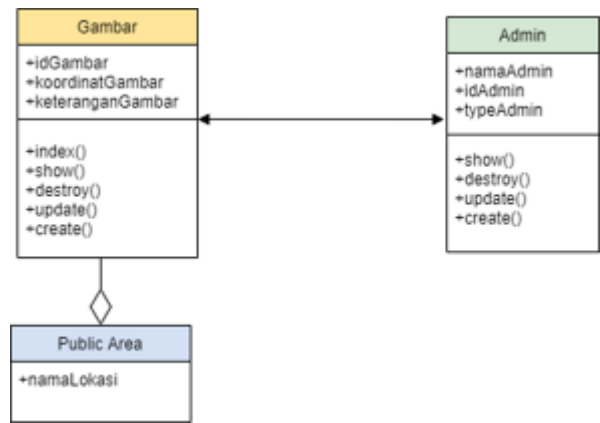 Gambar
+idGambar
+koordinatGambar
+keteranganGambar
+index()
+show()
+destroy()
+update()
+create()
Admin
+namaAdmin
+idAdmin
+typeAdmin
+show()
+destroy()
+update()
+create()
Public Area
+namaLokasi